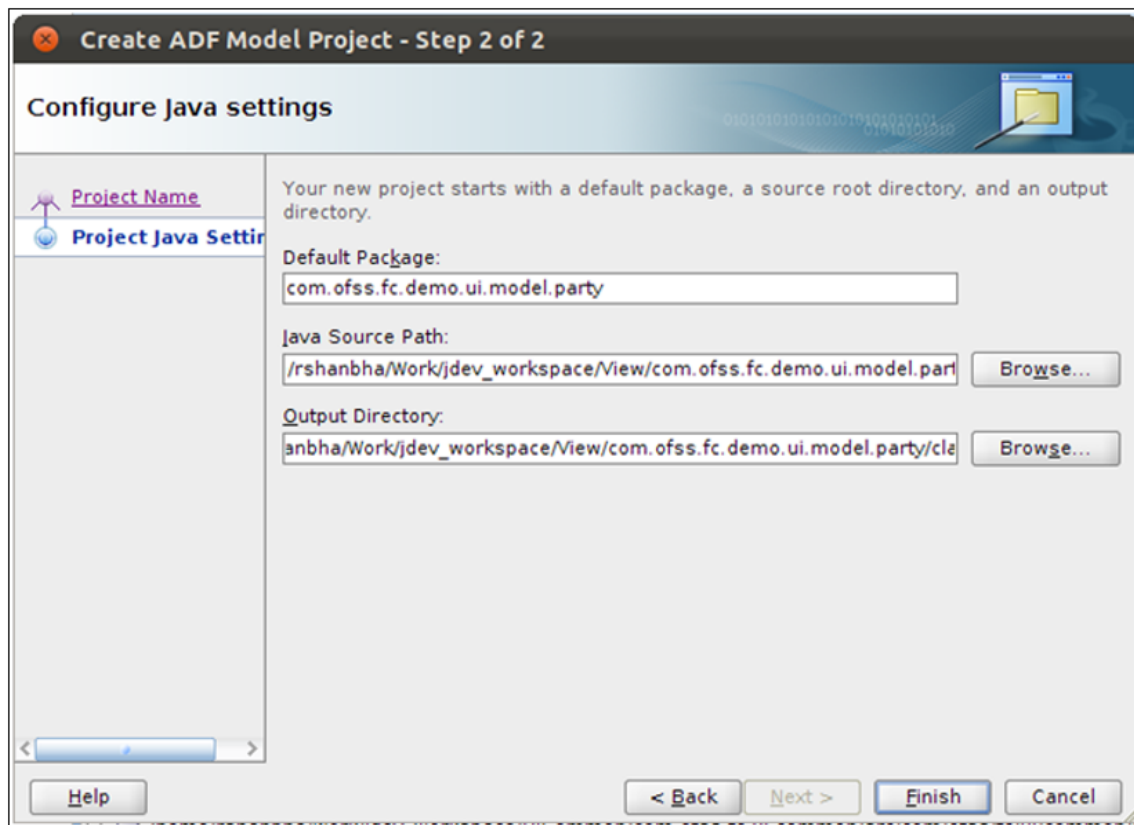 Create ADF Model Project - Step 2 of 2
Configure Java settings
Project Name
Project Java Settin
Your new project starts with a default package, a source root directory, and an output
directory.
Default Package:
com.ofss.fc.demo.ui.model.party
Java Source Path:
/rshanbha/Work/jdev_workspace/View/com.ofss.fc.demo.ui.model.part
Browse...
Output Directory:
anbha/Work/jdev_workspace/View/com.ofss.fc.demo.ui.model.party/cla
Browse...
Help
< Back
Next >
Finish
Cancel